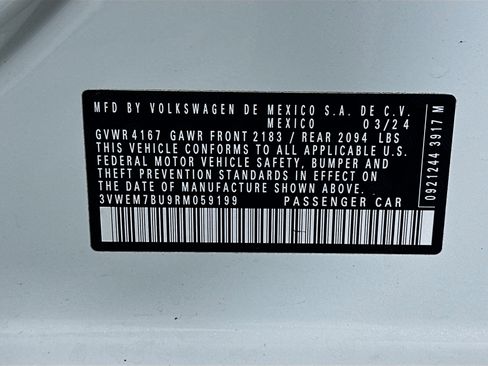 MFD BY VOLKSWAGEN DE MEXICO S.A. DE C.V.
MEXICO 03/24
GVWR 4167 GAWR FRONT 2183 / REAR 2094 LBS
THIS VEHICLE CONFORMS TO ALL APPLICABLE U.S.
FEDERAL MOTOR VEHICLE SAFETY, BUMPER AND
THEFT PREVENTION STANDARDS IN EFFECT ON
THE DATE OF MANUFACTURE SHOWN ABOVE.
3VWEM7BU9RM059199 PASSENGER CAR
0921244 3917 M